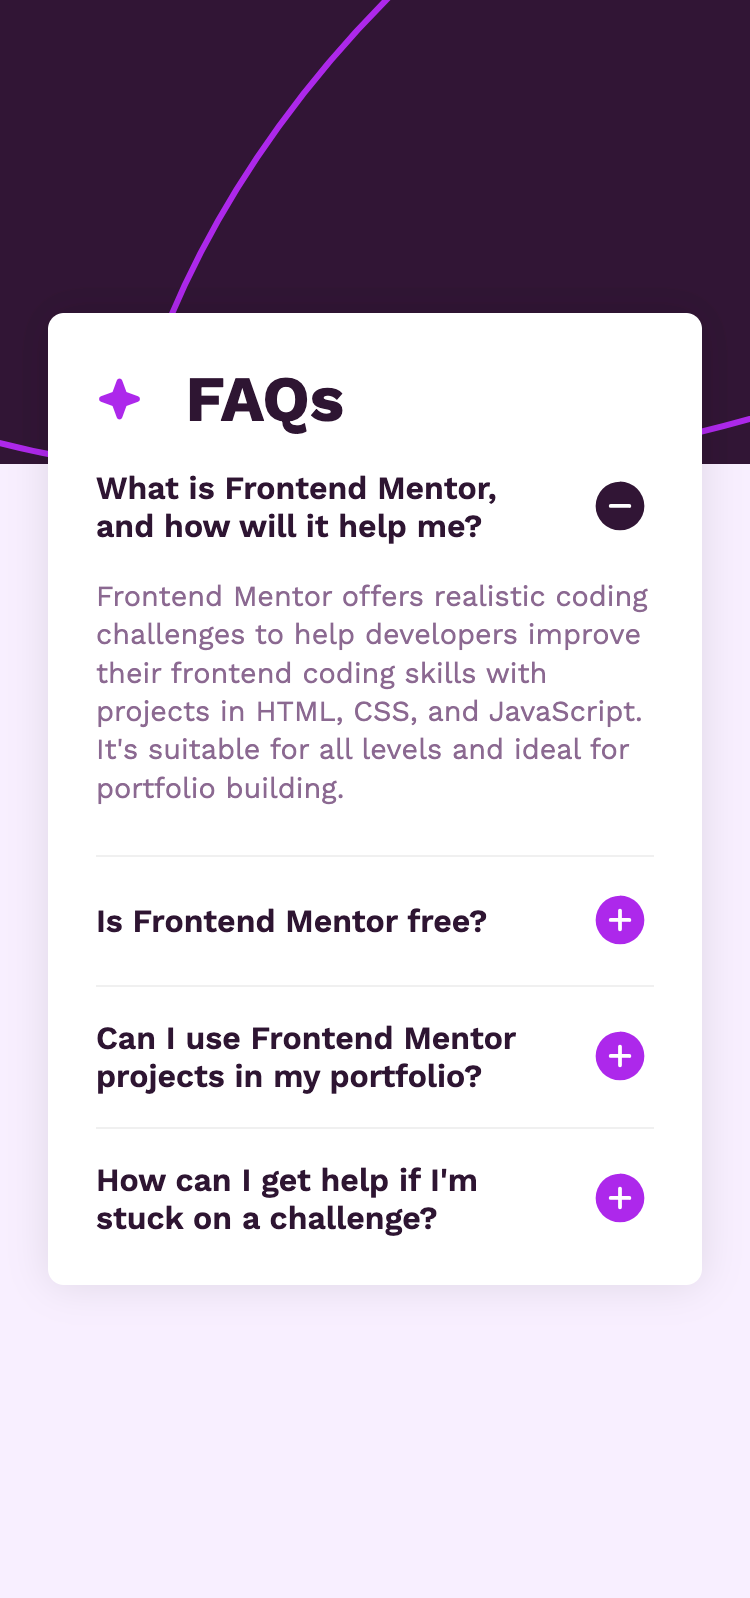 FAQs
What is Frontend Mentor,
and how will it help me?
Frontend Mentor offers realistic coding
challenges to help developers improve
their frontend coding skills with
projects in HTML, CSS, and JavaScript.
It's suitable for all levels and ideal for
portfolio building.
Is Frontend Mentor free?
Can I use Frontend Mentor
projects in my portfolio?
How can I get help if I'm
stuck on a challenge?